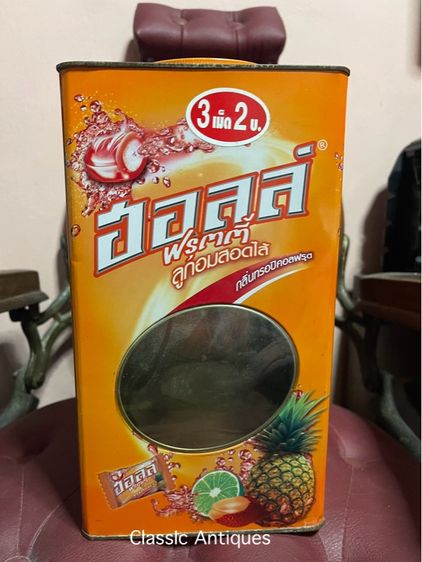 3 เม็ด 2 บ.
ฮอลล์®
ฟรุตตี้
ลูกอมสอดไส้
กลิ่นทรอปิคอลฟรุต
ฮอลล์
Classic Antiques